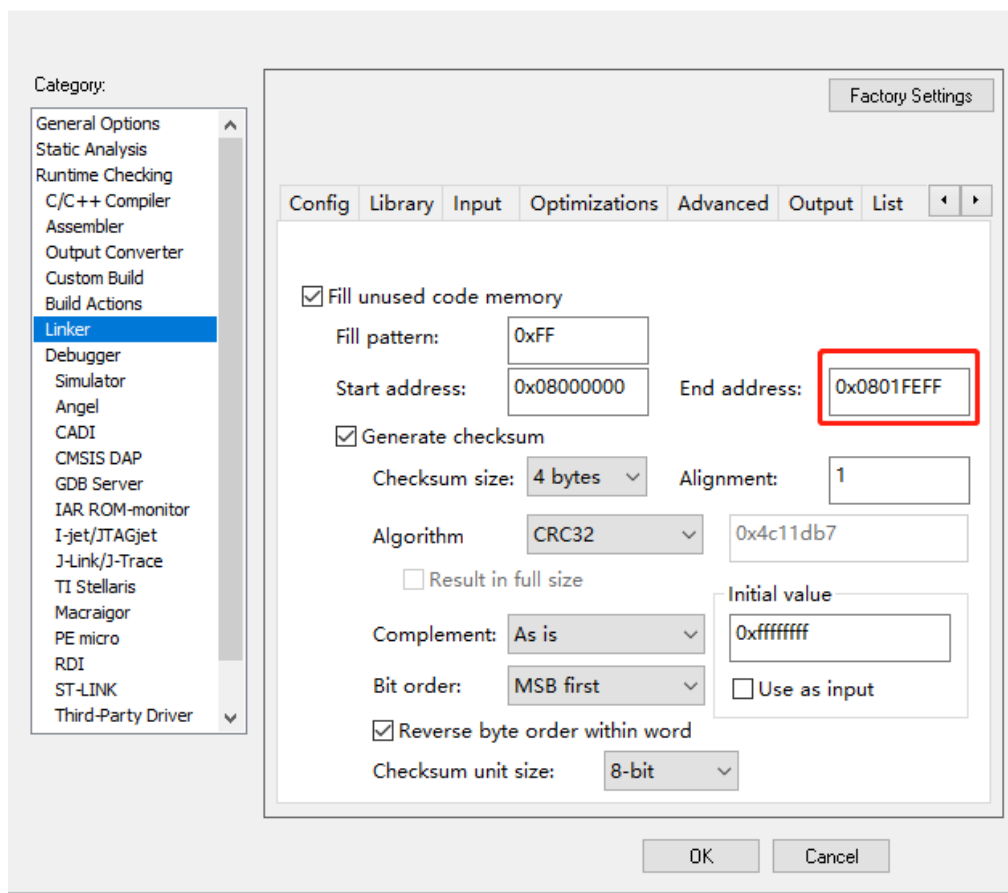 Category:
Factory Settings
General Options
Static Analysis
Runtime Checking
C/C++ Compiler
Assembler
Output Converter
Custom Build
Build Actions
Linker
Debugger
Simulator
Angel
CADI
CMSIS DAP
GDB Server
IAR ROM-monitor
I-jet/JTAGjet
J-Link/J-Trace
TI Stellaris
Macraigor
PE micro
RDI
ST-LINK
Third-Party Driver
Config Library Input Optimizations Advanced Output List
Fill unused code memory
Fill pattern: 0xFF
Start address: 0x08000000 End address: 0x0801FEFF
Generate checksum
Checksum size: 4 bytes Alignment: 1
Algorithm CRC32 0x4c11db7
Result in full size
Initial value
Complement: As is 0xffffffff
Bit order: MSB first Use as input
Reverse byte order within word
Checksum unit size: 8-bit
OK Cancel